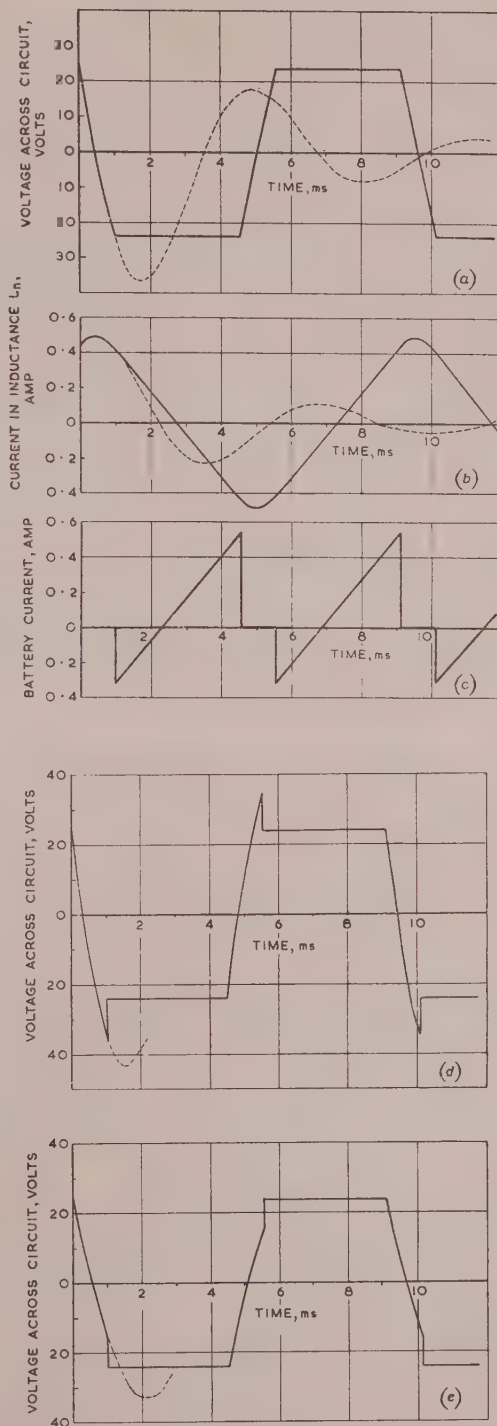 VOLTAGE ACROSS CIRCUIT,
VOLTS
20
0
30
2
4
6
8
10
TIME, ms
(a)
CURRENT IN INDUCTANCE Ln,
AMP
0·6
0·4
0·2
0
0·2
0·4
2
4
6
8
10
TIME, ms
(b)
BATTERY CURRENT, AMP
0·6
0·4
0·2
0
0·2
0·4
2
4
6
8
10
TIME, ms
(c)
VOLTAGE ACROSS CIRCUIT, VOLTS
40
20
0
20
40
2
4
6
8
10
TIME, ms
(d)
VOLTAGE ACROSS CIRCUIT, VOLTS
40
20
0
20
40
2
4
6
8
10
TIME, ms
(e)